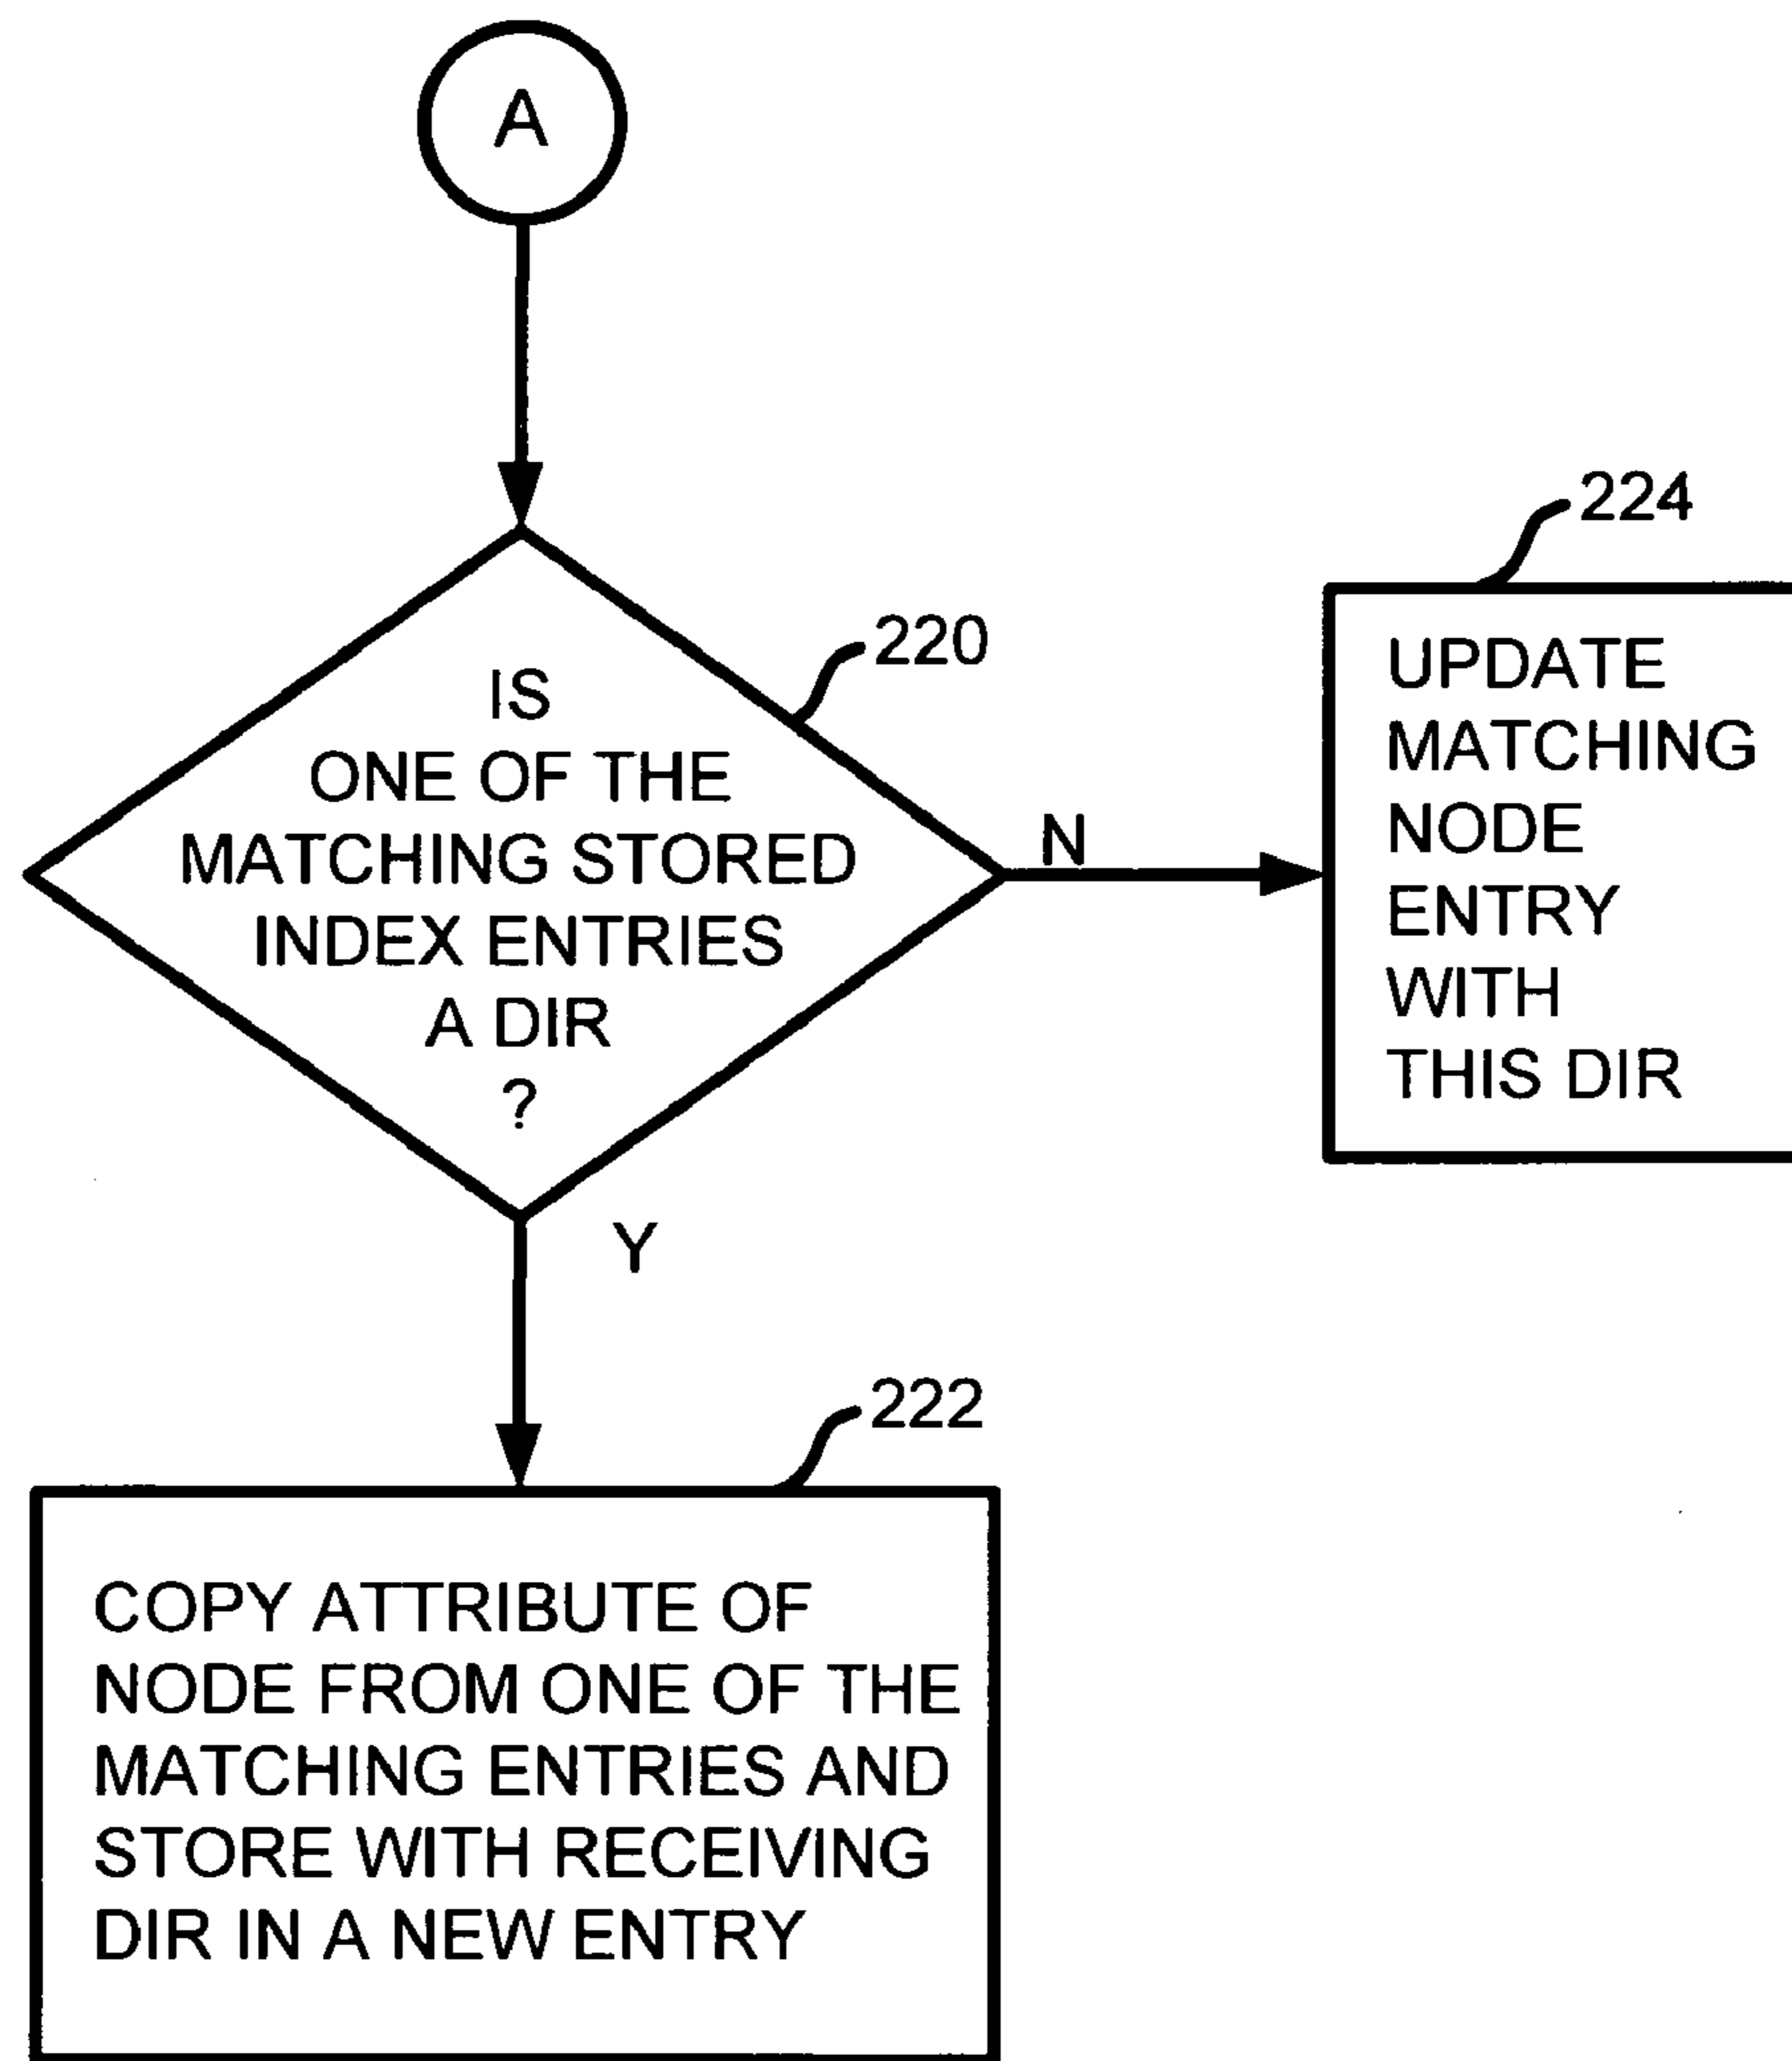 A
220
IS
ONE OF THE
MATCHING STORED
INDEX ENTRIES
A DIR
?
N
224
UPDATE
MATCHING
NODE
ENTRY
WITH
THIS DIR
Y
222
COPY ATTRIBUTE OF
NODE FROM ONE OF THE
MATCHING ENTRIES AND
STORE WITH RECEIVING
DIR IN A NEW ENTRY